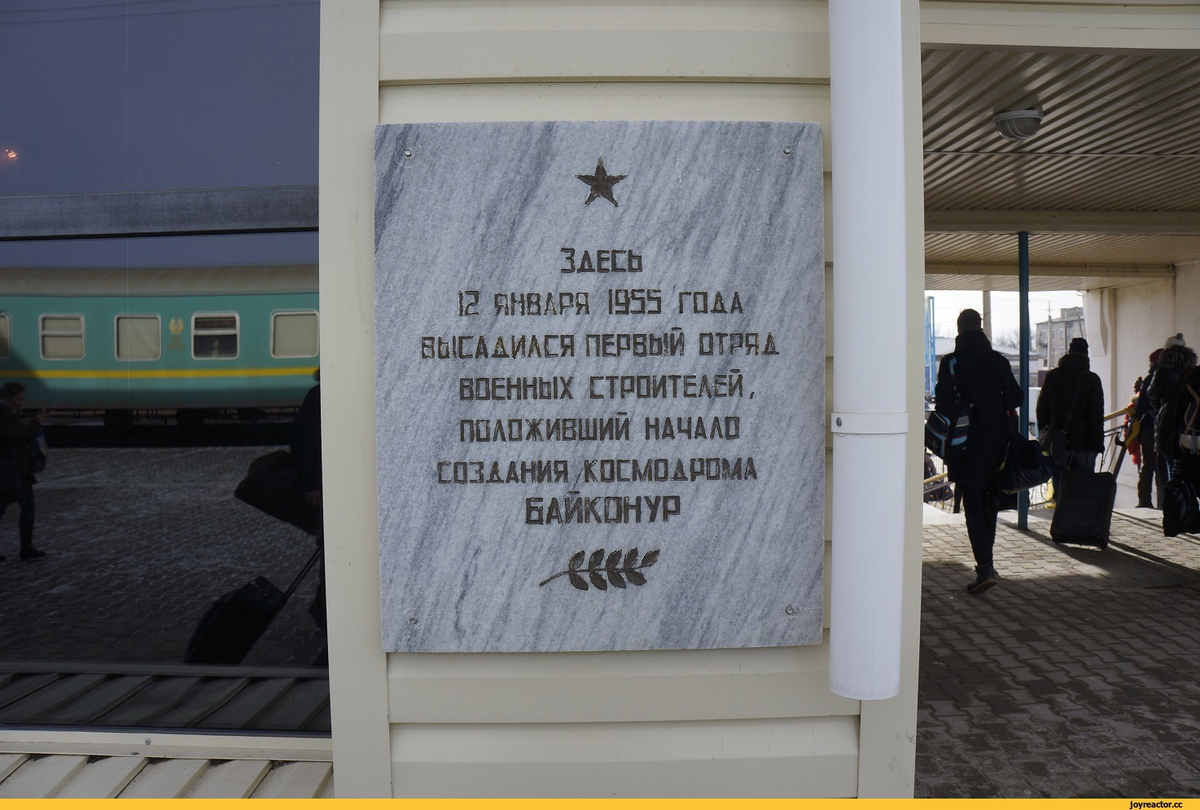 Здесь
12 января 1955 года
высадился первый отряд
военных строителей,
положивший начало
создания космодрома
Байконур
joyreactor.cc